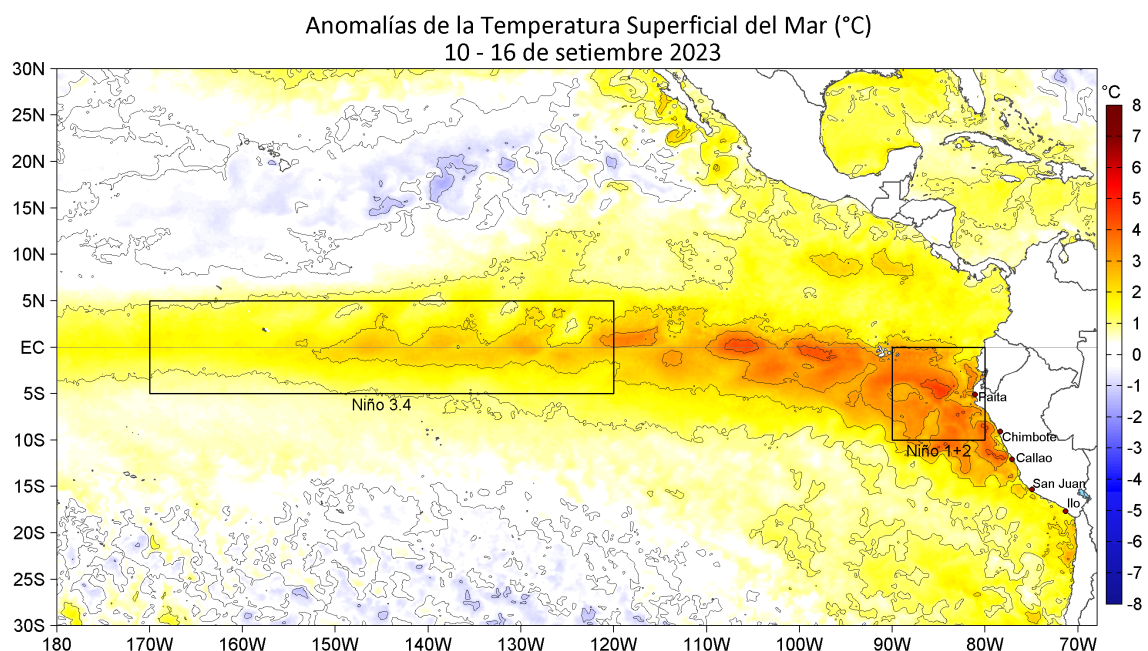 Anomalías de la Temperatura Superficial del Mar (°C)
10 - 16 de setiembre 2023
30N
25N
20N
15N
10N
5N
EC
5S
10S
15S
20S
25S
30S
Niño 3.4
Niño 1+2
Paita
Chimbote
Callao
San Juan
Ilo
°C
8
7
6
5
4
3
2
1
0
-1
-2
-3
-4
-5
-6
-7
-8
180 170W 160W 150W 140W 130W 120W 110W 100W 90W 80W 70W